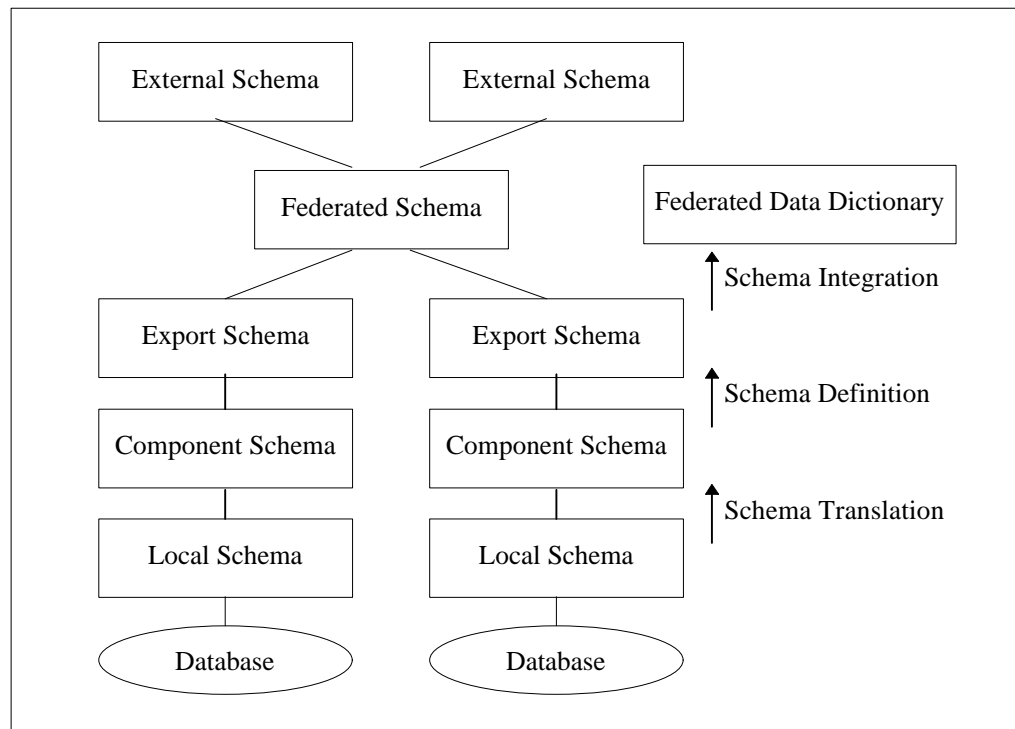 External Schema
External Schema
Federated Schema
Federated Data Dictionary
Schema Integration
Export Schema
Export Schema
Schema Definition
Component Schema
Component Schema
Schema Translation
Local Schema
Local Schema
Database
Database